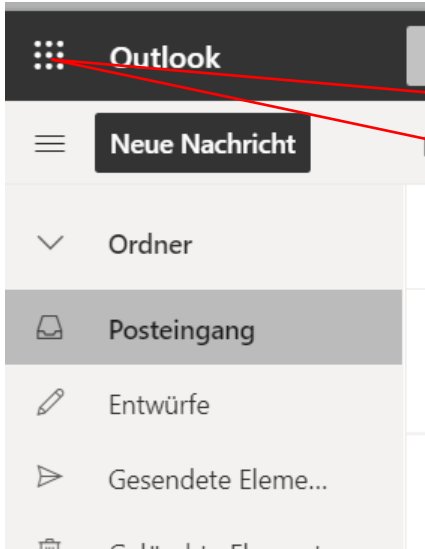 Outlook
Neue Nachricht
Ordner
Posteingang
Entwürfe
Gesendete Eleme...